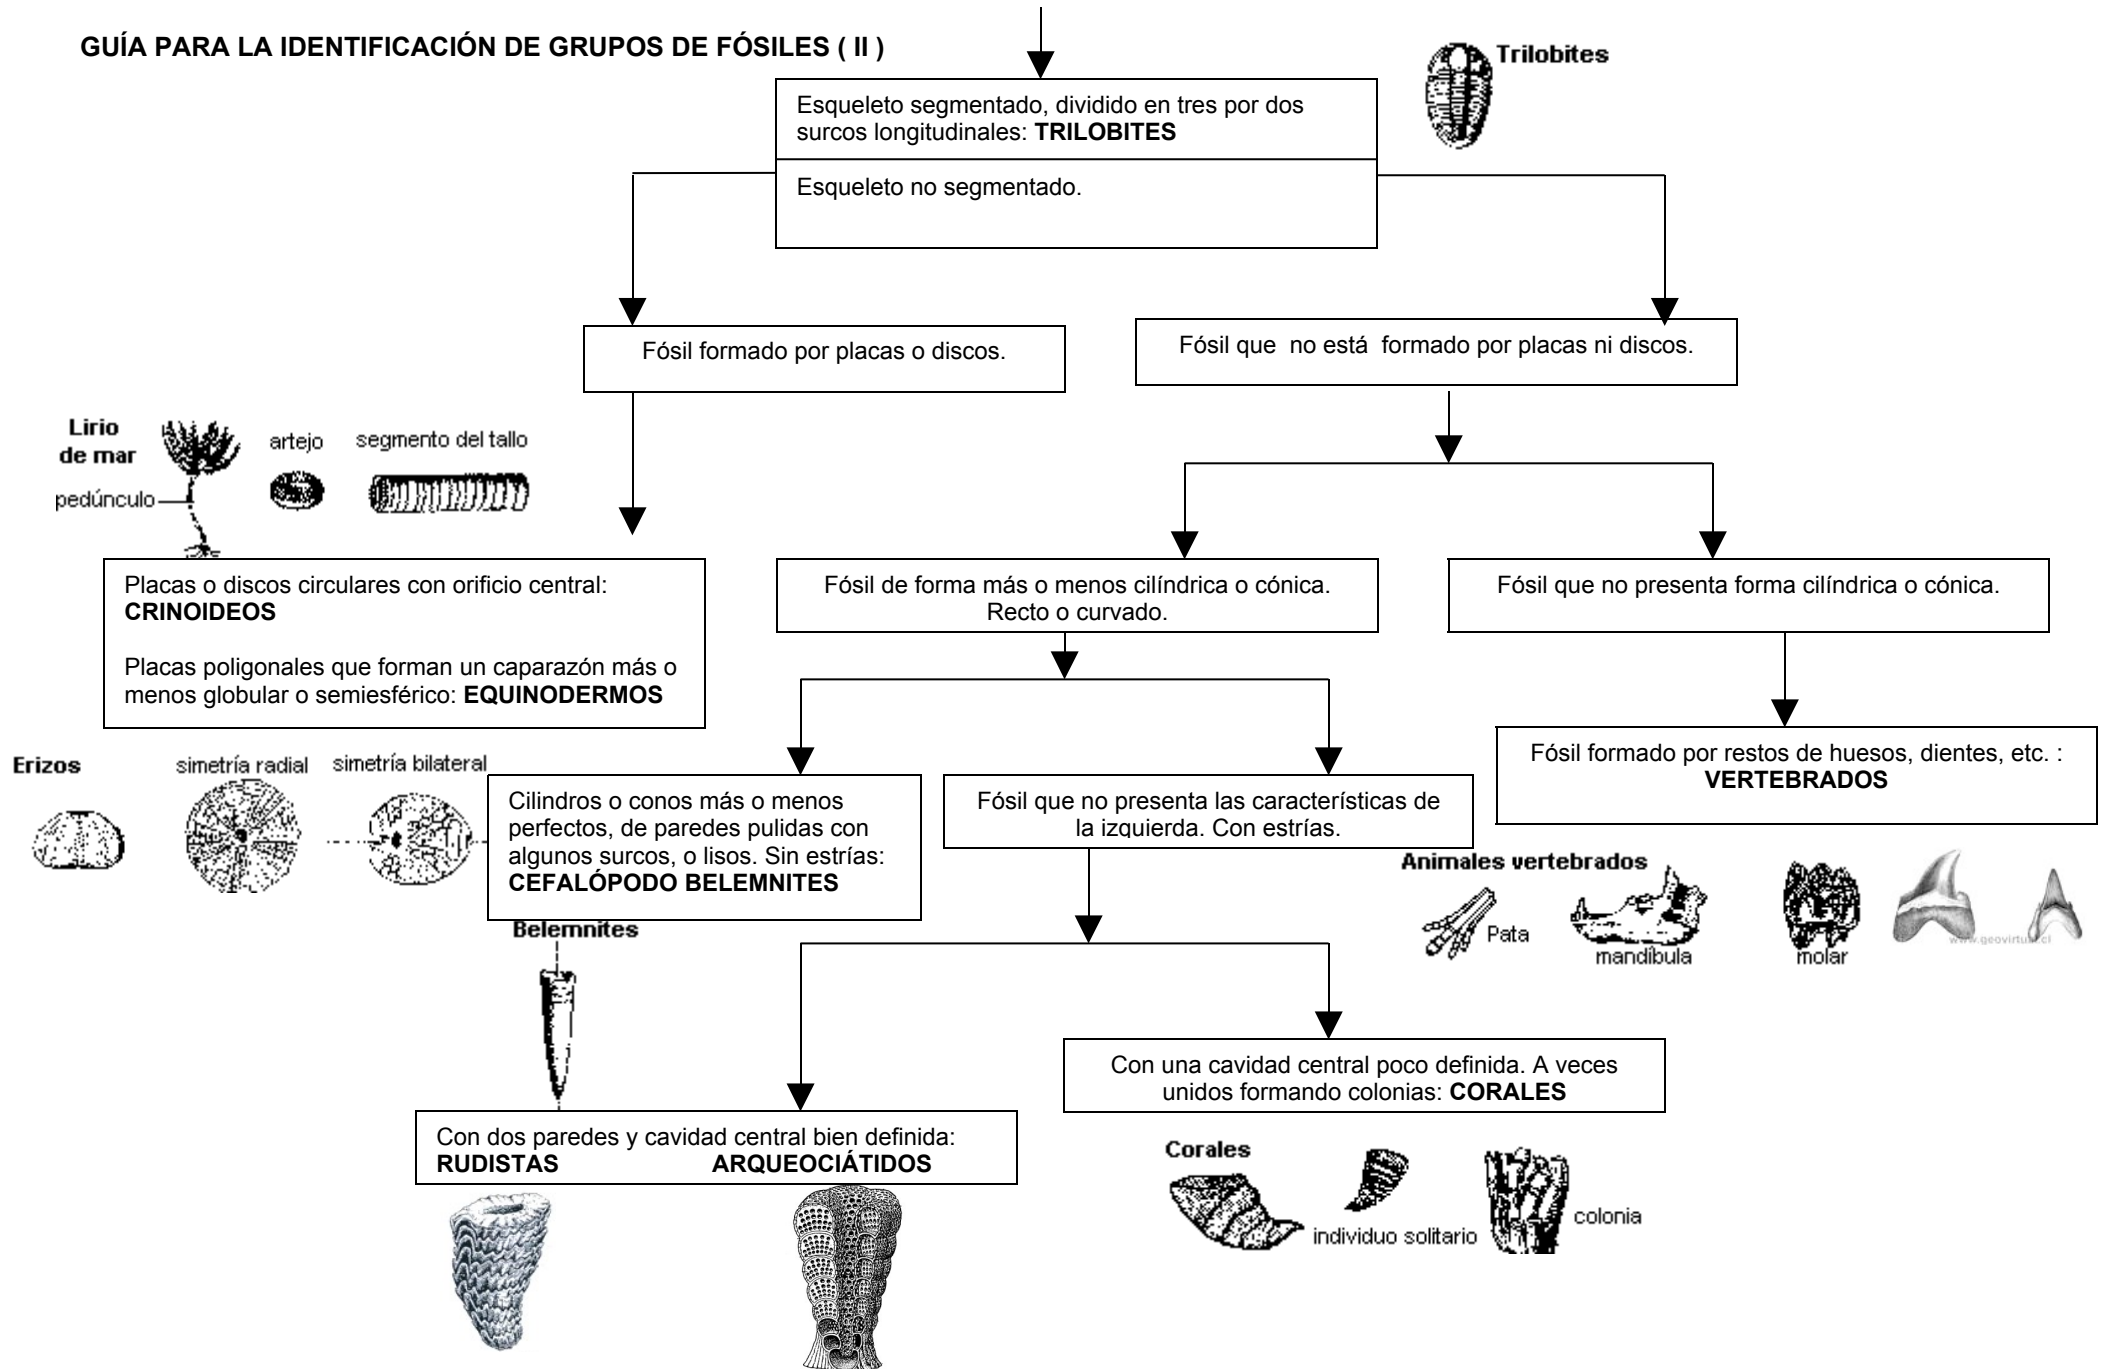 GUÍA PARA LA IDENTIFICACIÓN DE GRUPOS DE FÓSILES ( II )
Trilobites
Esqueleto segmentado, dividido en tres por dos
surcos longitudinales: TRILOBITES
Esqueleto no segmentado.
Fósil formado por placas o discos.
Fósil que no está formado por placas ni discos.
Lirio
de mar
artejo
segmento del tallo
pedúnculo
Placas o discos circulares con orificio central:
CRINOIDEOS
Placas poligonales que forman un caparazón más o
menos globular o semiesférico: EQUINODERMOS
Fósil de forma más o menos cilíndrica o cónica.
Recto o curvado.
Fósil que no presenta forma cilíndrica o cónica.
Erizos
simetría radial
simetría bilateral
Cilindros o conos más o menos
perfectos, de paredes pulidas con
algunos surcos, o lisos. Sin estrías:
CEFALÓPODO BELEMNITES
Fósil que no presenta las características de
la izquierda. Con estrías.
Fósil formado por restos de huesos, dientes, etc. :
VERTEBRADOS
Animales vertebrados
Pata
mandíbula
molar
www.geovirtual.cl
Belemnites
Con una cavidad central poco definida. A veces
unidos formando colonias: CORALES
Con dos paredes y cavidad central bien definida:
RUDISTAS ARQUEOCIÁTIDOS
Corales
individuo solitario
colonia